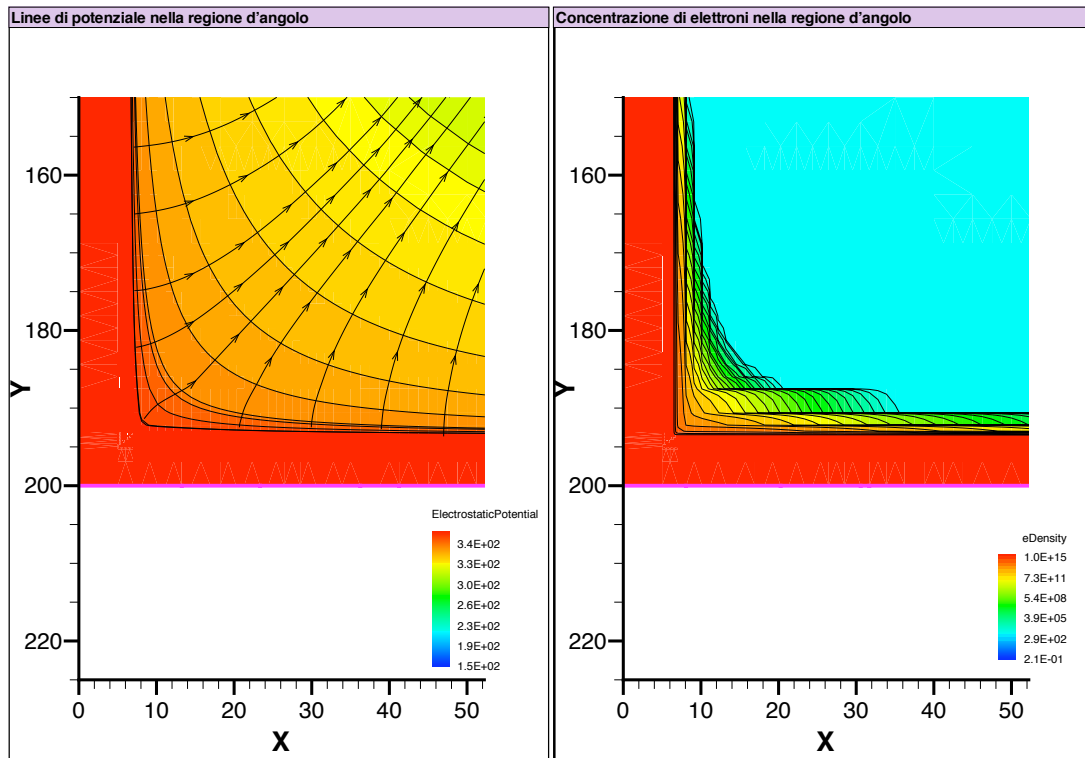 Linee di potenziale nella regione d'angolo
160
180
200
220
Y
0 10 20 30 40 50
X
ElectrostaticPotential
3.4E+02
3.3E+02
3.0E+02
2.6E+02
2.3E+02
1.9E+02
1.5E+02
Concentrazione di elettroni nella regione d'angolo
160
180
200
220
Y
0 10 20 30 40 50
X
eDensity
1.0E+15
7.3E+11
5.4E+08
3.9E+05
2.9E+02
2.1E-01